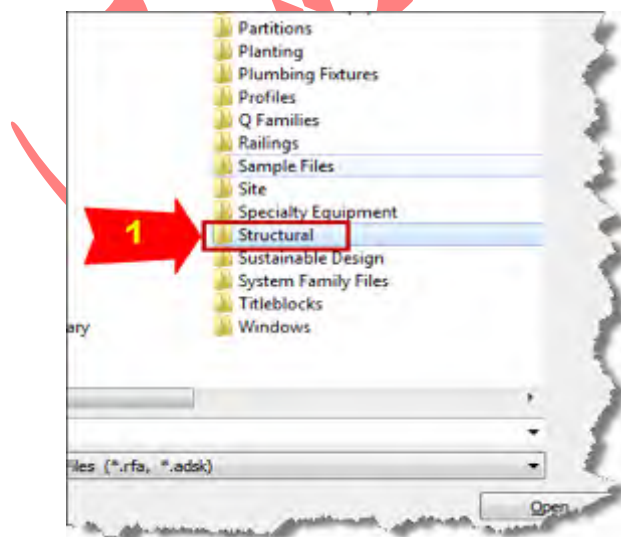 Partitions
Planting
Plumbing Fixtures
Profiles
Q Families
Railings
Sample Files
Site
Specialty Equipment
1
Structural
Sustainable Design
System Family Files
Titleblocks
ary
Windows
Files (*.rfa, *.adsk)
Open